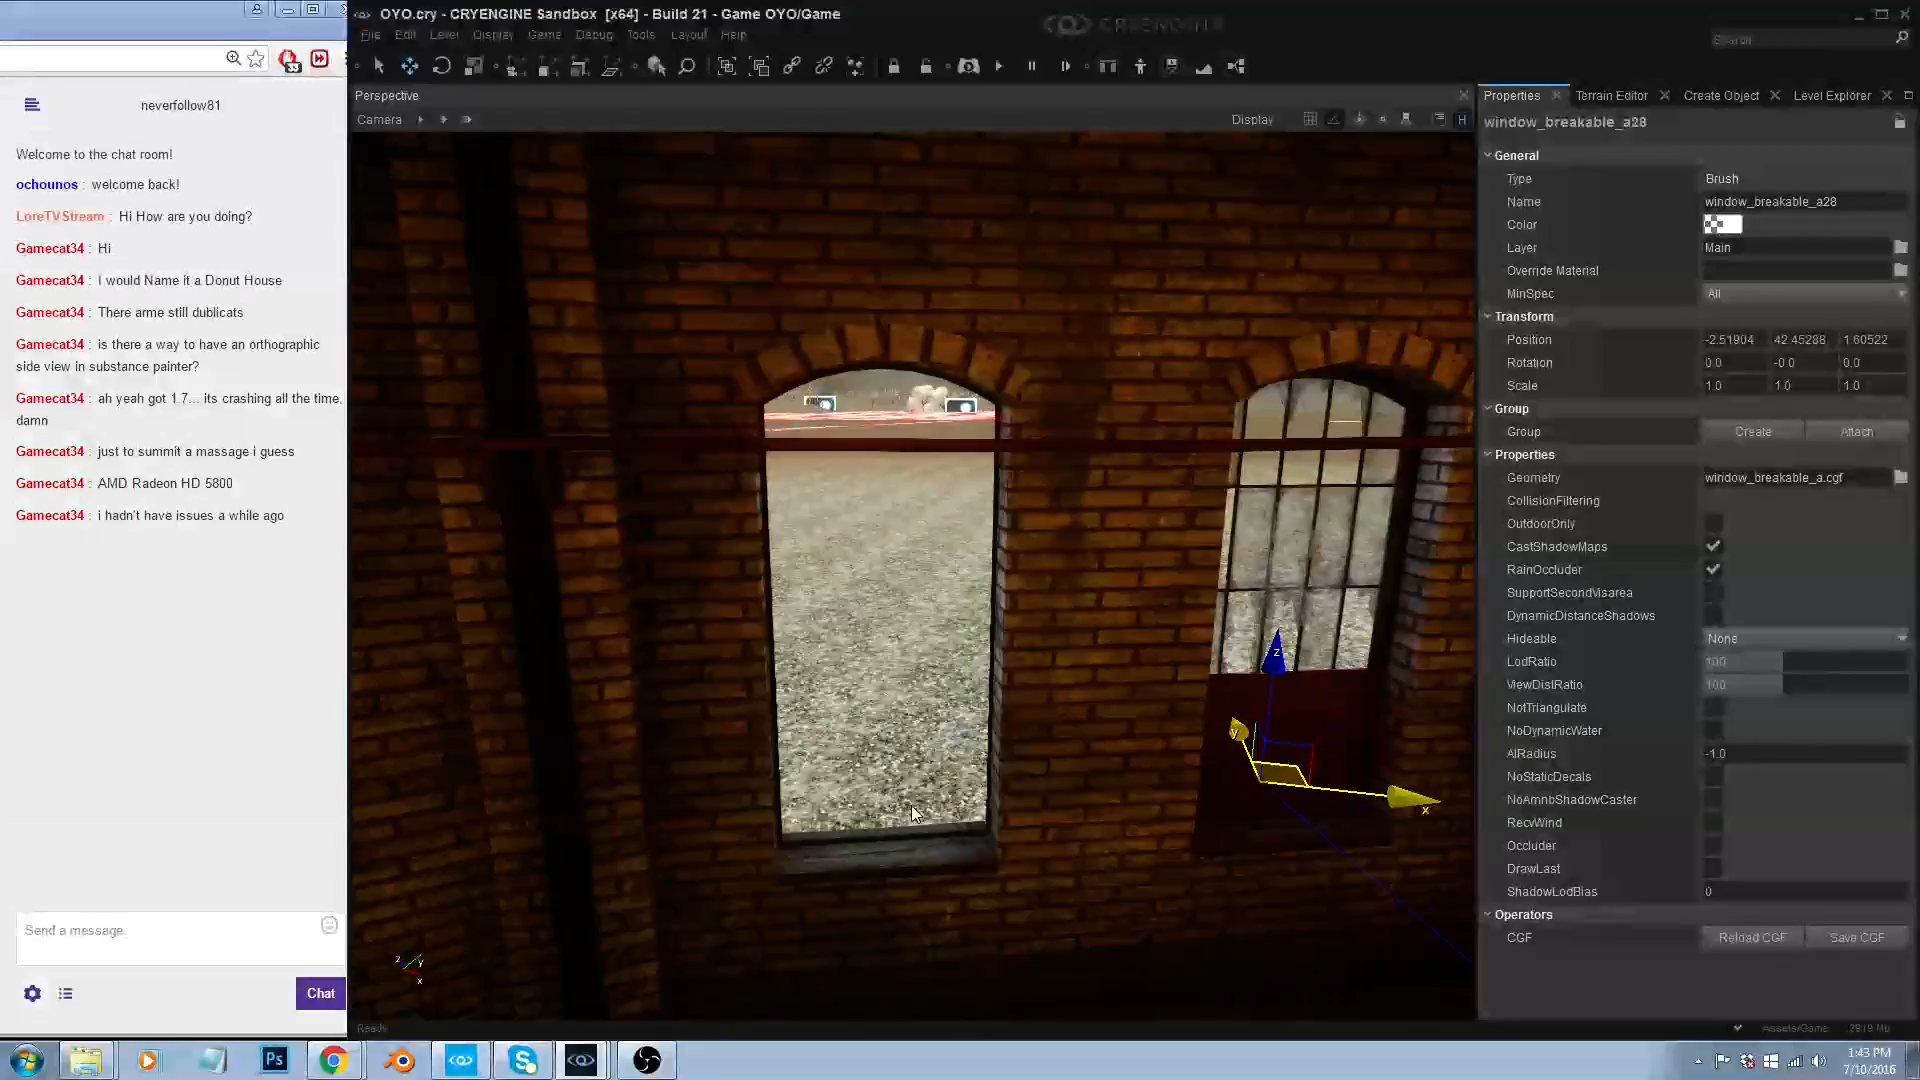 neverfollow81
Welcome to the chat room!
ochounos : welcome back!
LoreTVStream : Hi How are you doing?
Gamecat34 : Hi
Gamecat34 : I would Name it a Donut House
Gamecat34 : There arme still dublicats
Gamecat34 : is there a way to have an orthographic
side view in substance painter?
Gamecat34 : ah yeah got 1.7... its crashing all the time,
damn
Gamecat34 : just to summit a massage i guess
Gamecat34 : AMD Radeon HD 5800
Gamecat34 : i hadn't have issues a while ago
Send a message
Chat
OYO.cry - CRYENGINE Sandbox [x64] - Build 21 - Game OYO/Game
CRYENGINE
File Edit Level Display Game Debug Tools Layout Help
Search
Perspective
Camera
Display
H
Properties Terrain Editor Create Object Level Explorer
window_breakable_a28
General
Type Brush
Name window_breakable_a28
Color
Layer Main
Override Material
MinSpec All
Transform
Position -2.51904 42.45288 1.60522
Rotation 0.0 -0.0 0.0
Scale 1.0 1.0 1.0
Group
Group Create Attach
Properties
Geometry window_breakable_a.cgf
CollisionFiltering
OutdoorOnly
CastShadowMaps
RainOccluder
SupportSecondVisarea
DynamicDistanceShadows
Hideable None
LodRatio 100
ViewDistRatio 100
NotTriangulate
NoDynamicWater
AIRadius -1.0
NoStaticDecals
NoAmnbShadowCaster
RecvWind
Occluder
DrawLast
ShadowLodBias 0
Operators
CGF Reload CGF Save CGF
z
y
x
z y
x
Ready
Assets/Game 2919 Mb
Ps
1:43 PM
7/10/2016